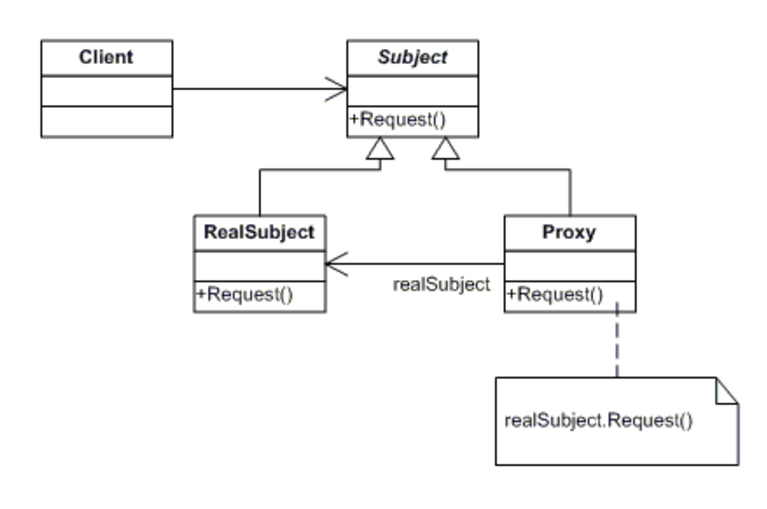 Client
Subject
+Request()
RealSubject
+Request()
realSubject
Proxy
+Request()
realSubject.Request()